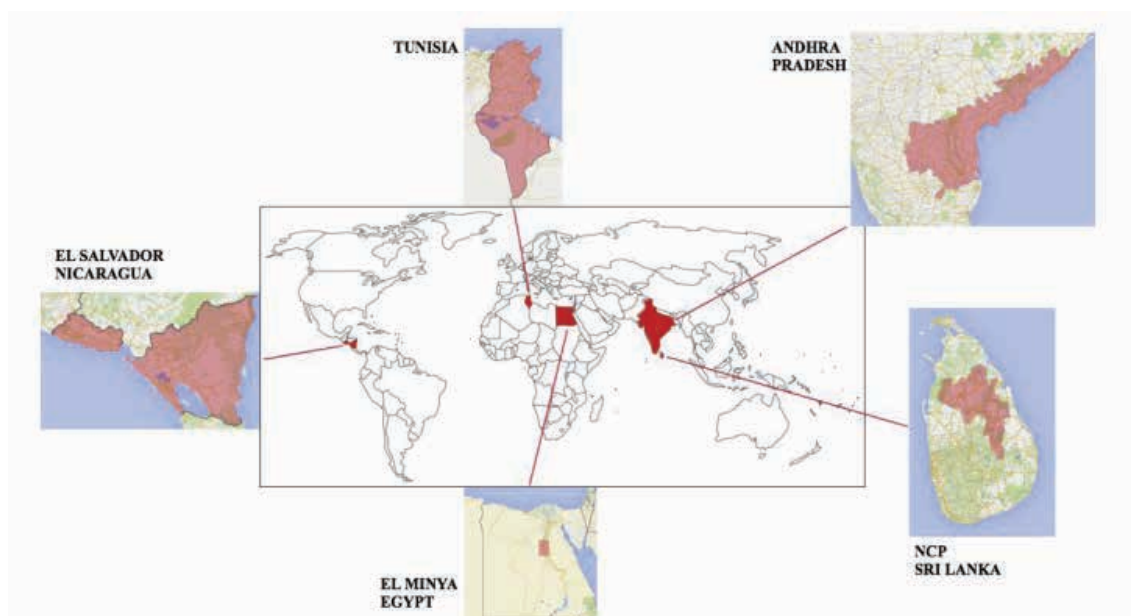 TUNISIA
ANDHRA
PRADESH
EL SALVADOR
NICARAGUA
NCP
SRI LANKA
EL MINYA
EGYPT